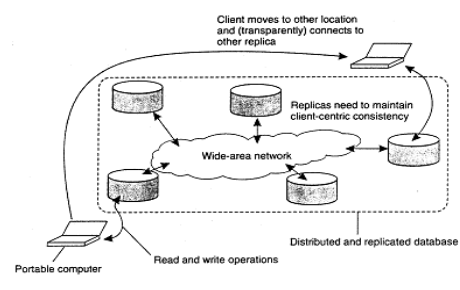 Client moves to other location
and (transparently) connects to
other replica
Replicas need to maintain
client-centric consistency
Wide-area network
Distributed and replicated database
Read and write operations
Portable computer